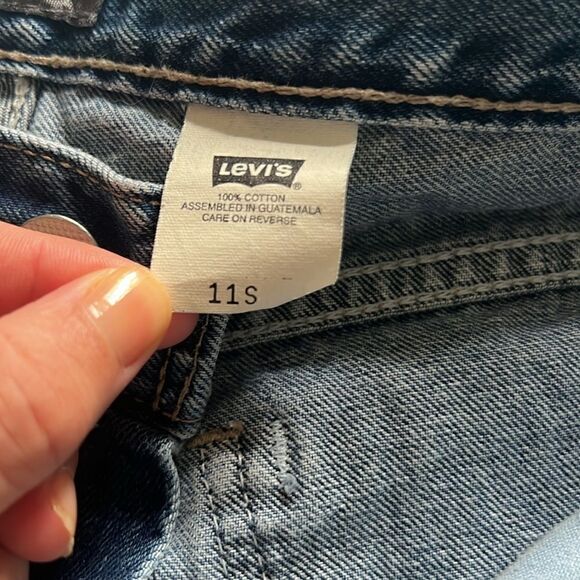 Levi's
®
100% COTTON
ASSEMBLED IN GUATEMALA
CARE ON REVERSE
11S